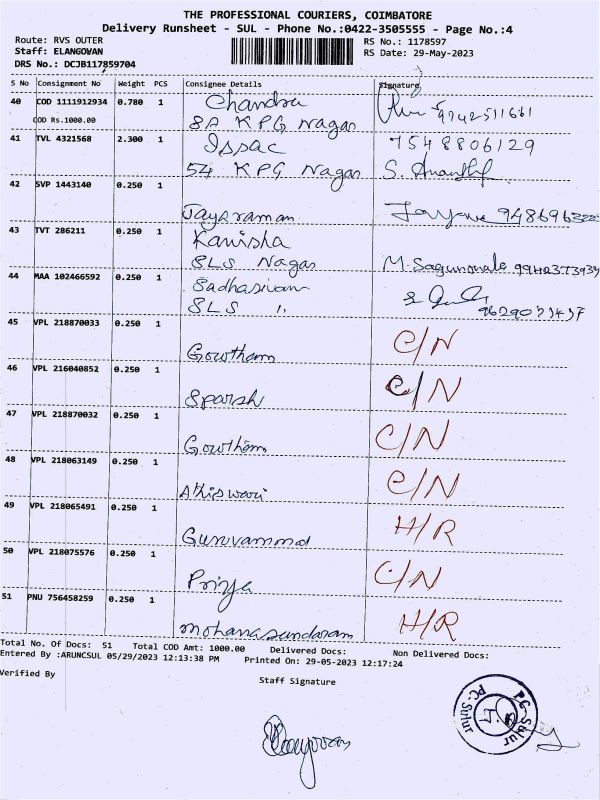 THE PROFESSIONAL COURIERS, COIMBATORE
Delivery Runsheet - SUL - Phone No.:0422-3505555 - Page No.:4
Route: RVS OUTER RS No.: 1178597
Staff: ELANGOVAN RS Date: 29-May-2023
DRS No.: DCJB117859704
S No Consignment No Weight PCS Consignee Details Signature
40 COD 1111912934 0.780 1 Chandra
COD Rs.1000.00 8A KPG Nagar 9742511661
41 TVL 4321568 2.300 1 Issac 7548806129
54 KPG Nagar S.
42 SVP 1443140 0.250 1
Jayaraman
43 TVT 286211 0.250 1 Kanisha
SLS Nagar M.
44 MAA 102466592 0.250 1 Sadhasivam
SLS "
45 VPL 218870033 0.250 1 C/N
Gowtham
46 VPL 216040852 0.250 1 C/N
Sparsh
47 VPL 218870032 0.250 1 C/N
Gowtham
48 VPL 218063149 0.250 1 C/N
49 VPL 218065491 0.250 1 H/R
50 VPL 218075576 0.250 1 C/N
Priya
51 PNU 756458259 0.250 1 H/R
Mohanasundaram
Total No. Of Docs: 51 Total COD Amt: 1000.00 Delivered Docs: Non Delivered Docs:
Entered By :ARUNCSUL 05/29/2023 12:13:38 PM Printed On: 29-05-2023 12:17:24
Verified By
Staff Signature
Elangovan
PC-Sulur PC-Sulur